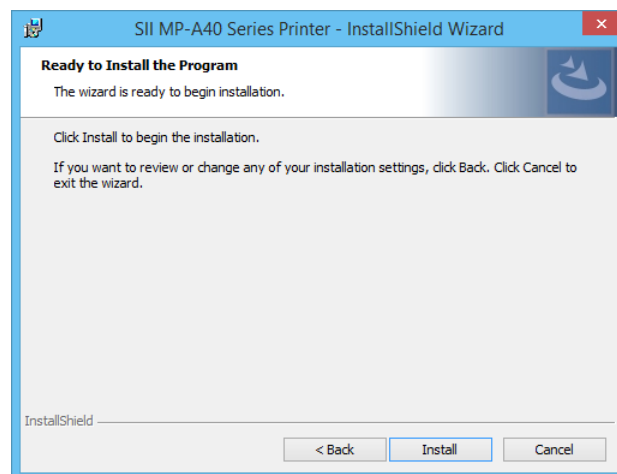 SII MP-A40 Series Printer - InstallShield Wizard
Ready to Install the Program
The wizard is ready to begin installation.
Click Install to begin the installation.
If you want to review or change any of your installation settings, click Back. Click Cancel to
exit the wizard.
InstallShield
< Back Install Cancel